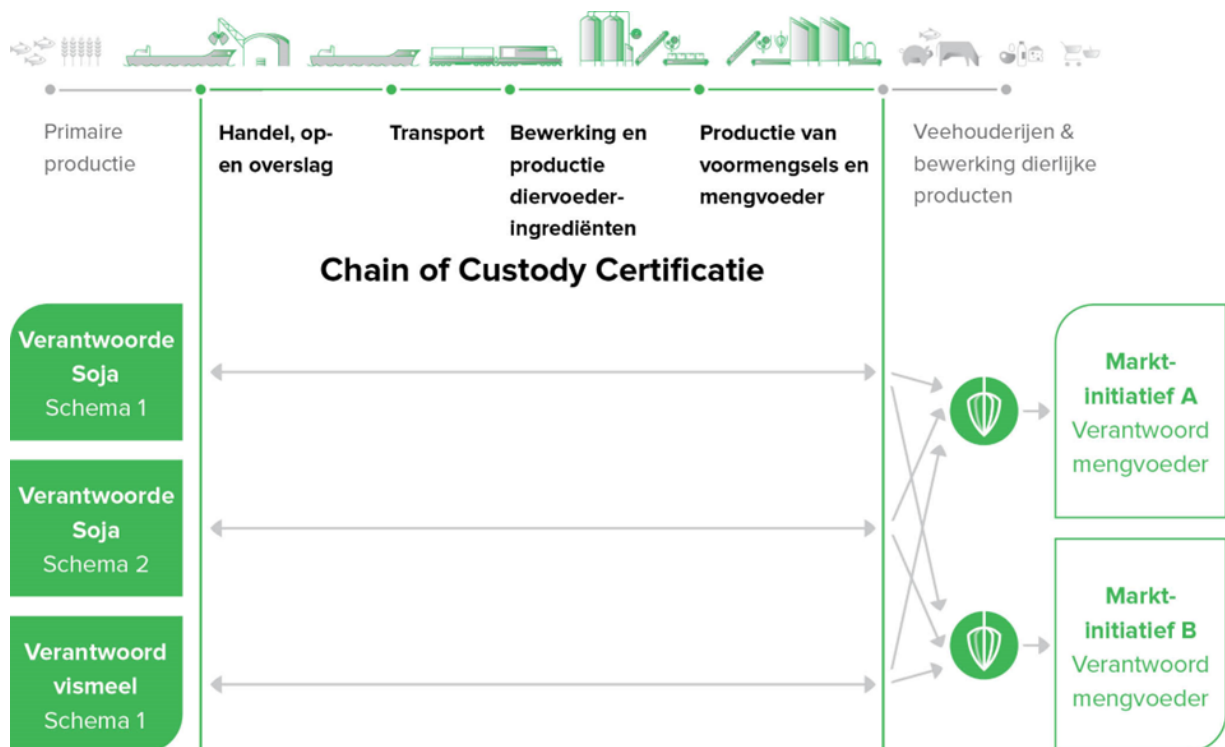 Primaire
productie
Handel, op-
en overslag
Transport
Bewerking en
productie
diervoeder-
ingrediënten
Productie van
voormengsels en
mengvoeder
Veehouderijen &
bewerking dierlijke
producten
Chain of Custody Certificatie
Verantwoorde
Soja
Schema 1
Verantwoorde
Soja
Schema 2
Verantwoord
vismeel
Schema 1
Markt-
initiatief A
Verantwoord
mengvoeder
Markt-
initiatief B
Verantwoord
mengvoeder